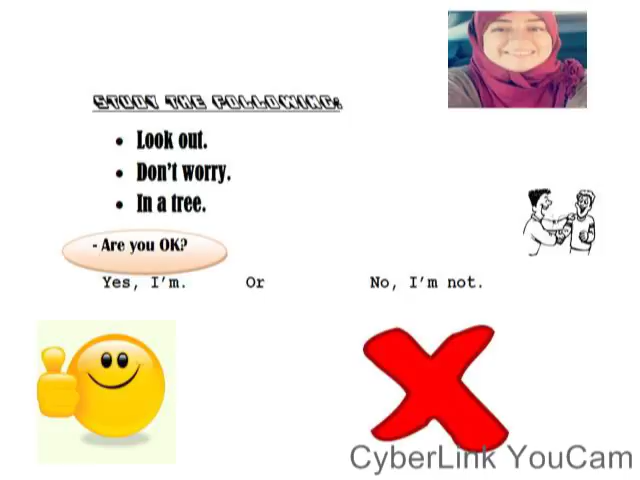 STUDY THE FOLLOWING:
• Look out.
• Don't worry.
• In a tree.
- Are you OK?
Yes, I'm. Or No, I'm not.
CyberLink YouCam